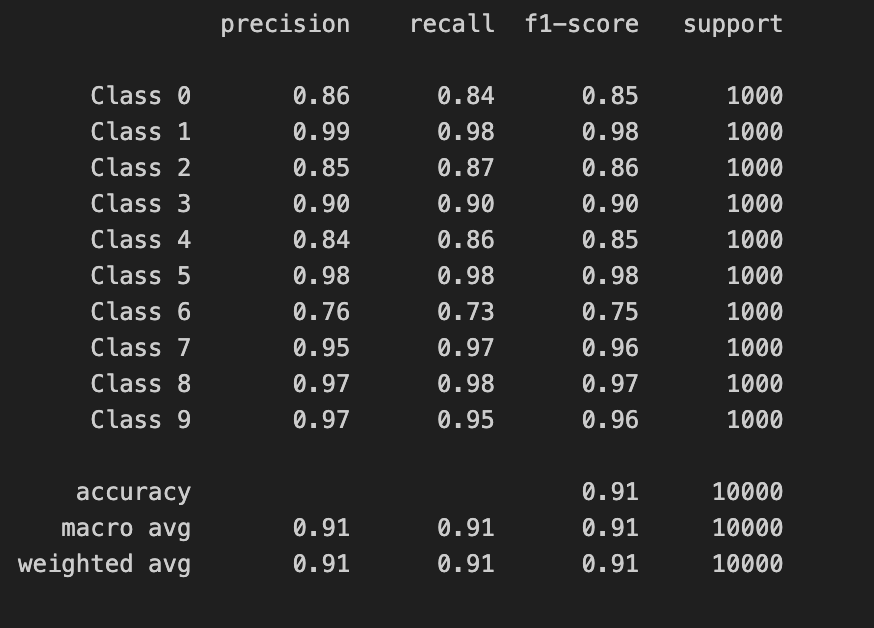 precision recall f1-score support
Class 0 0.86 0.84 0.85 1000
Class 1 0.99 0.98 0.98 1000
Class 2 0.85 0.87 0.86 1000
Class 3 0.90 0.90 0.90 1000
Class 4 0.84 0.86 0.85 1000
Class 5 0.98 0.98 0.98 1000
Class 6 0.76 0.73 0.75 1000
Class 7 0.95 0.97 0.96 1000
Class 8 0.97 0.98 0.97 1000
Class 9 0.97 0.95 0.96 1000
accuracy 0.91 10000
macro avg 0.91 0.91 0.91 10000
weighted avg 0.91 0.91 0.91 10000